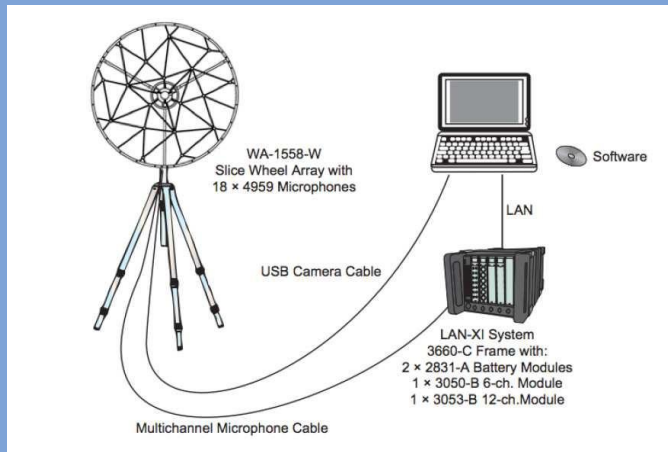 WA-1558-W
Slice Wheel Array with
18 × 4959 Microphones
Software
LAN
USB Camera Cable
LAN-XI System
3660-C Frame with:
2 × 2831-A Battery Modules
1 × 3050-B 6-ch. Module
1 × 3053-B 12-ch.Module
Multichannel Microphone Cable